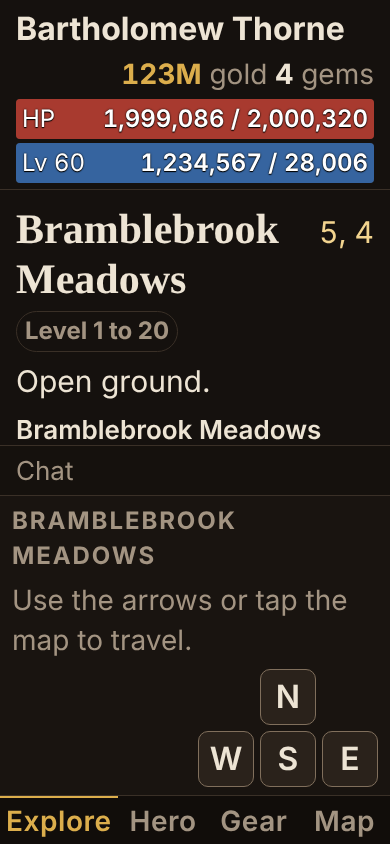 Bartholomew Thorne
123M gold 4 gems
HP 1,999,086 / 2,000,320
Lv 60 1,234,567 / 28,006
Bramblebrook 5, 4
Meadows
Level 1 to 20
Open ground.
Bramblebrook Meadows
Chat
BRAMBLEBROOK
MEADOWS
Use the arrows or tap the
map to travel.
N
W S E
Explore Hero Gear Map